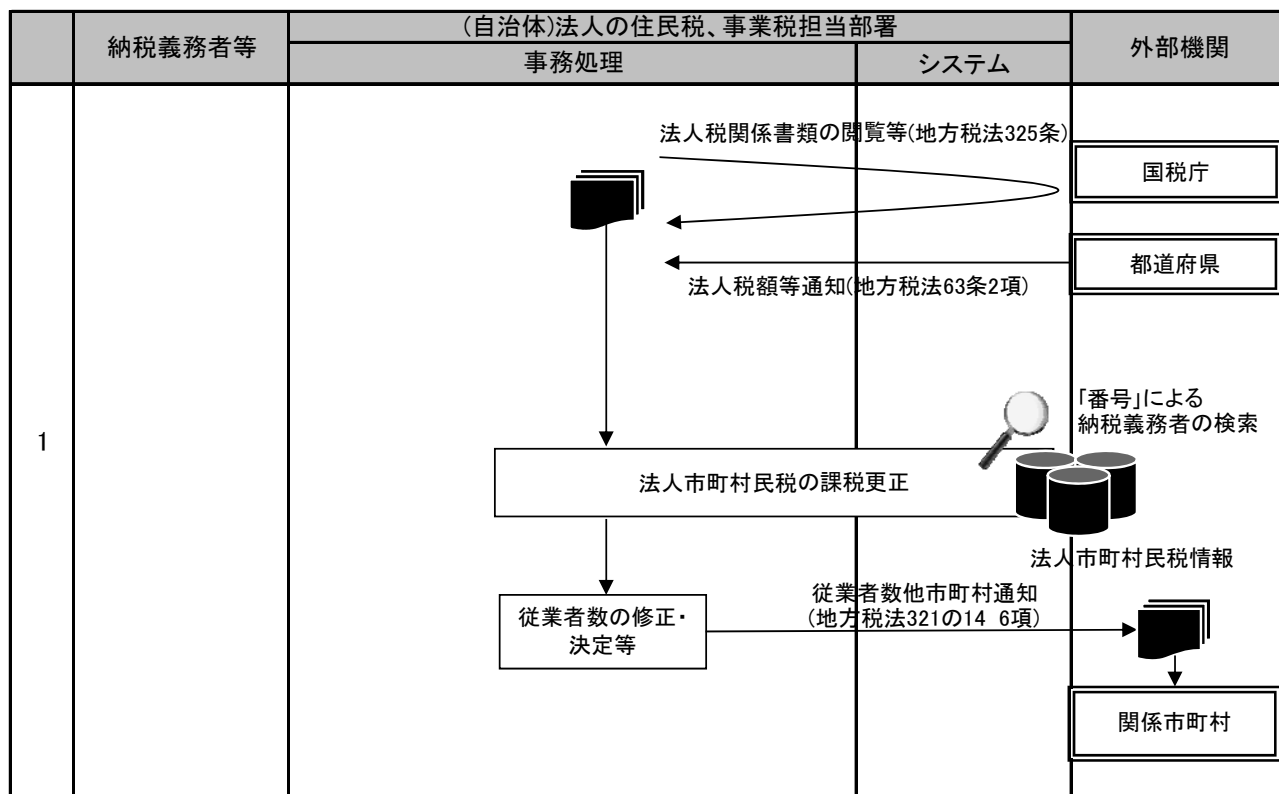 納税義務者等
(自治体)法人の住民税、事業税担当部署
事務処理
システム
外部機関
1
法人税関係書類の閲覧等(地方税法325条)
国税庁
都道府県
法人税額等通知(地方税法63条2項)
「番号」による
納税義務者の検索
法人市町村民税の課税更正
法人市町村民税情報
従業者数の修正・
決定等
従業者数他市町村通知
(地方税法321の14 6項)
関係市町村